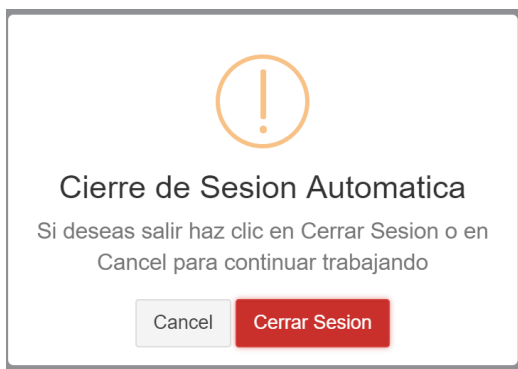 Cierre de Sesion Automatica
Si deseas salir haz clic en Cerrar Sesion o en
Cancel para continuar trabajando
Cancel
Cerrar Sesion